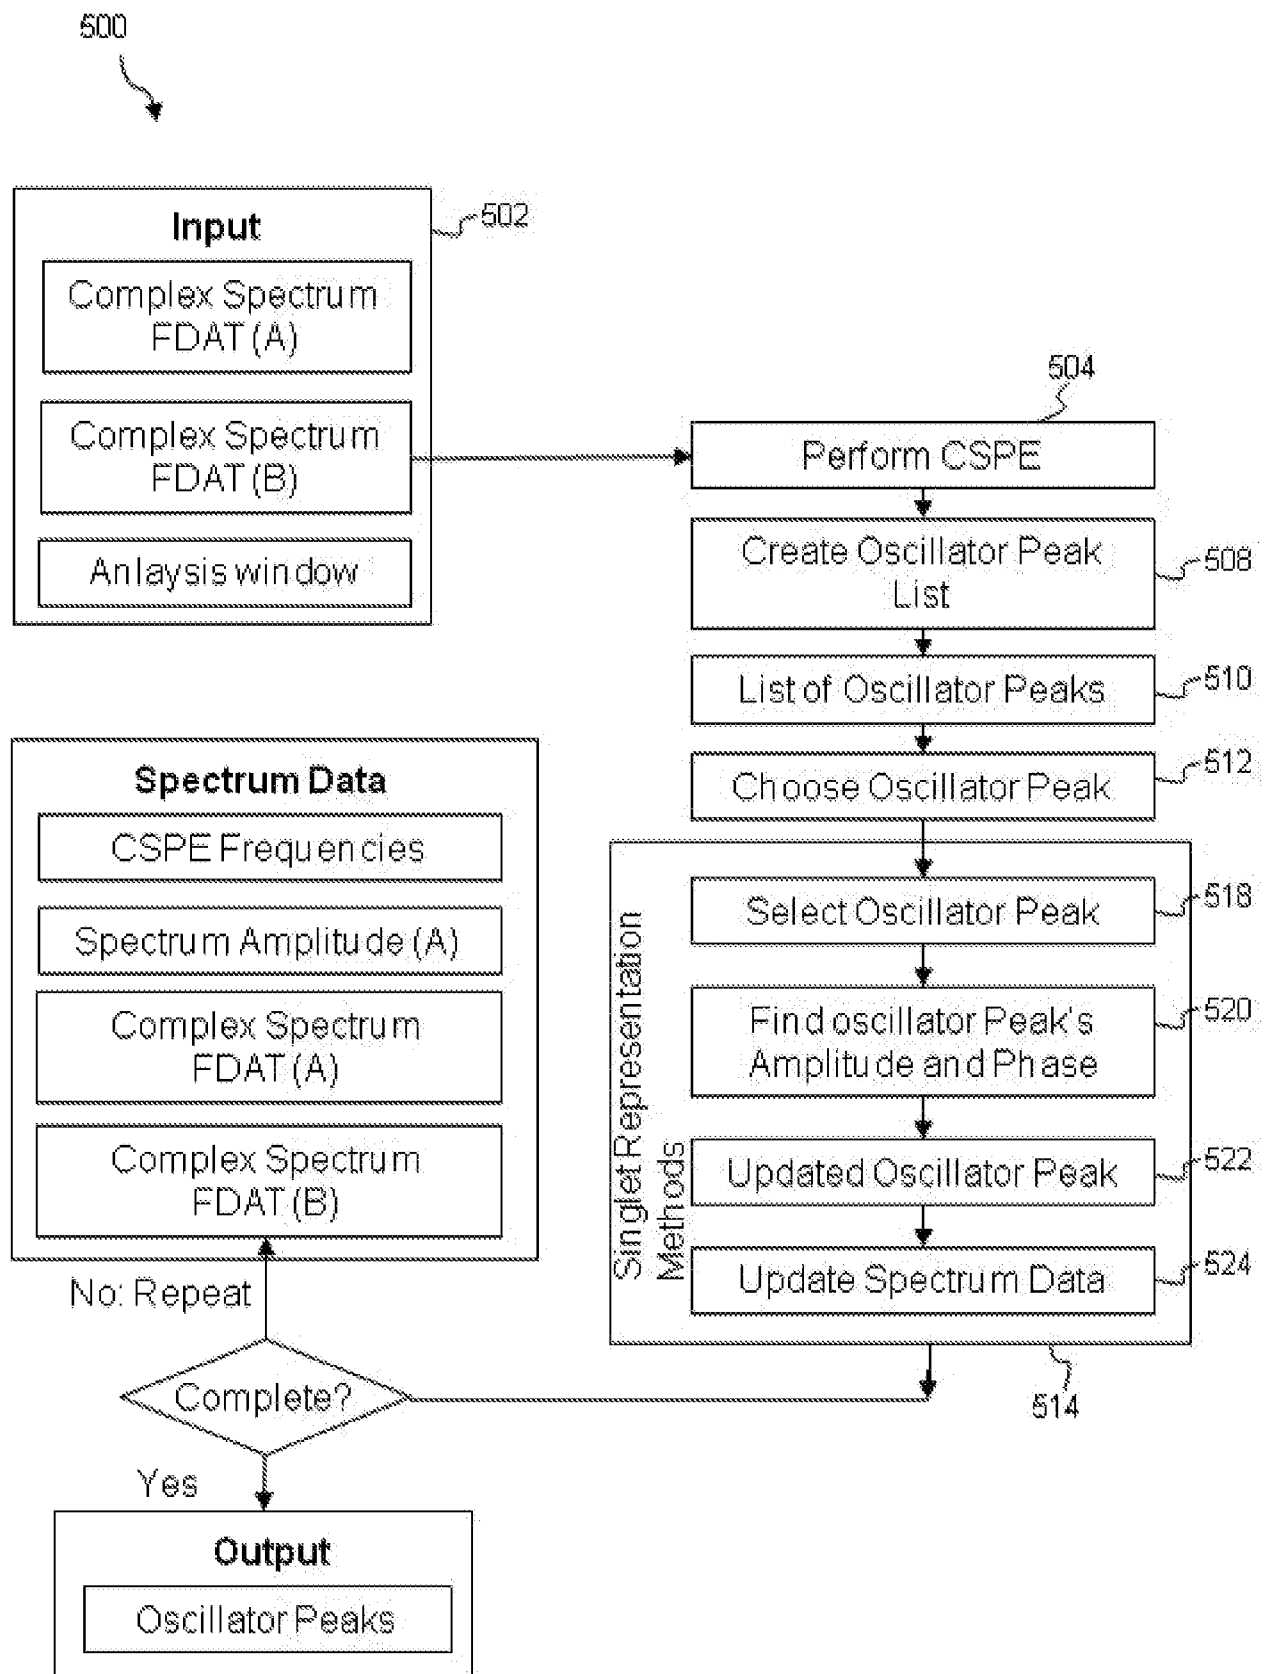 500
Input
502
Complex Spectrum
FDAT (A)
Complex Spectrum
FDAT (B)
Anlaysis window
504
Perform CSPE
Create Oscillator Peak
List
508
List of Oscillator Peaks
510
Choose Oscillator Peak
512
Singlet Representation
Methods
Select Oscillator Peak
518
Find oscillator Peak's
Amplitude and Phase
520
Updated Oscillator Peak
522
Update Spectrum Data
524
514
Spectrum Data
CSPE Frequencies
Spectrum Amplitude (A)
Complex Spectrum
FDAT (A)
Complex Spectrum
FDAT (B)
No: Repeat
Complete?
Yes
Output
Oscillator Peaks